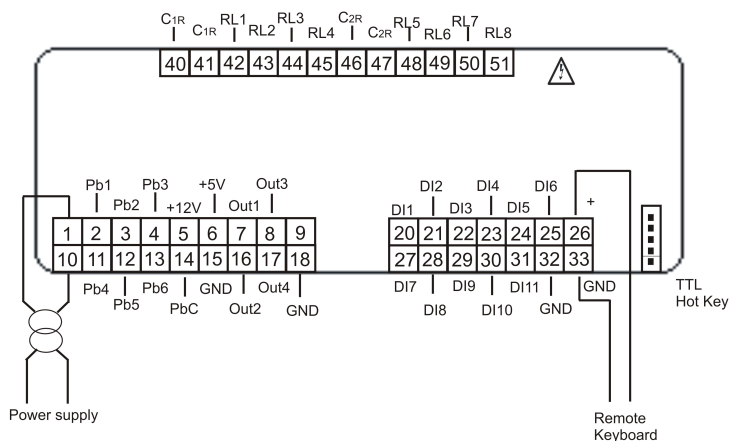 C1R C1R RL1 RL2 RL3 RL4 C2R C2R RL5 RL6 RL7 RL8
40 41 42 43 44 45 46 47 48 49 50 51
Pb1 Pb2 Pb3 +12V +5V Out1 Out3
1 2 3 4 5 6 7 8 9
10 11 12 13 14 15 16 17 18
Pb4 Pb5 Pb6 PbC GND Out2 Out4 GND
DI1 DI2 DI3 DI4 DI5 DI6 +
20 21 22 23 24 25 26
27 28 29 30 31 32 33
DI7 DI8 DI9 DI10 DI11 GND GND
TTL
Hot Key
Power supply
Remote
Keyboard